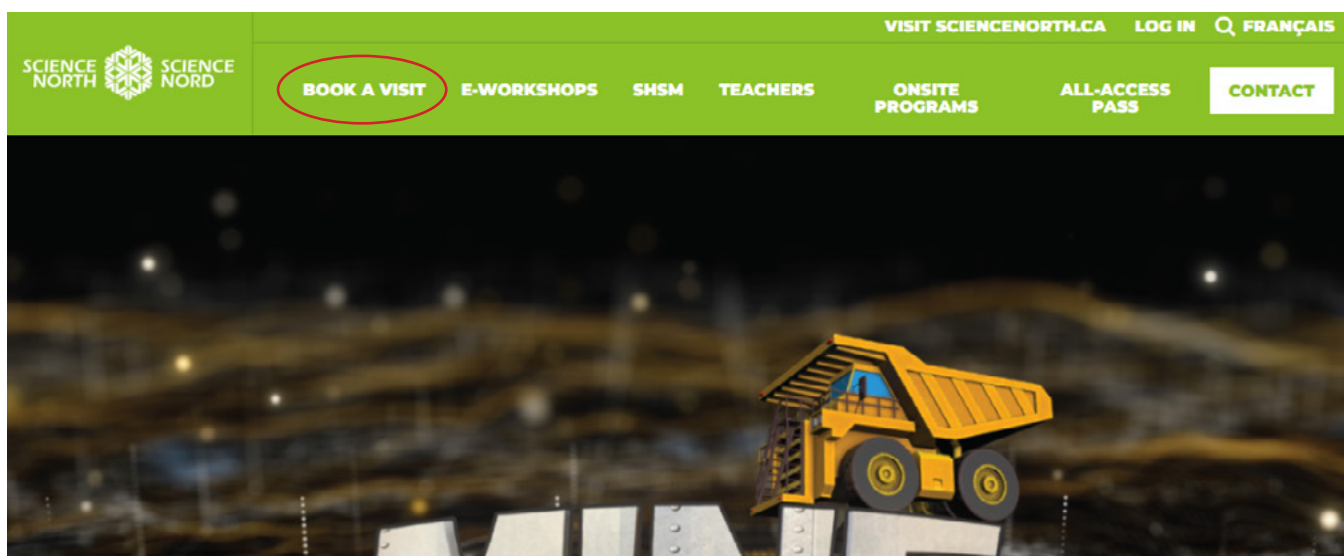 VISIT SCIENCENORTH.CA LOG IN FRANÇAIS
SCIENCE NORTH SCIENCE NORD
BOOK A VISIT E-WORKSHOPS SHSM TEACHERS ONSITE PROGRAMS ALL-ACCESS PASS CONTACT